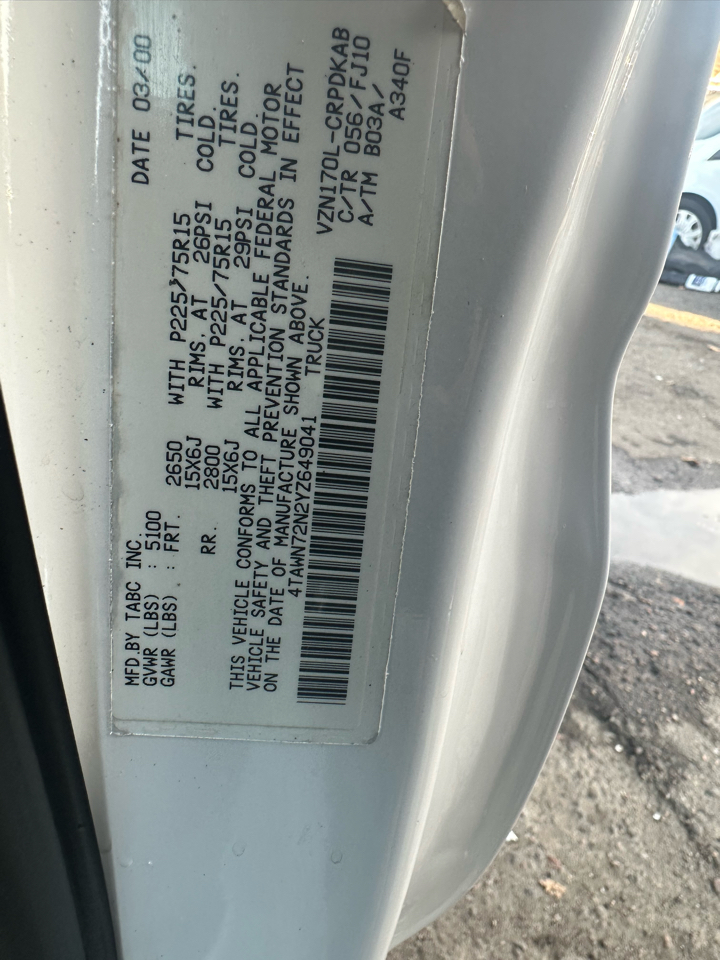 MFD.BY TABC INC. DATE 03/00
GVWR (LBS) : 5100
GAWR (LBS) : FRT. 2650 WITH P225/75R15 TIRES.
15X6J RIMS. AT 26PSI COLD.
RR. 2800 WITH P225/75R15 TIRES.
15X6J RIMS. AT 29PSI COLD.
THIS VEHICLE CONFORMS TO ALL APPLICABLE FEDERAL MOTOR
VEHICLE SAFETY AND THEFT PREVENTION STANDARDS IN EFFECT
ON THE DATE OF MANUFACTURE SHOWN ABOVE.
4TAWN72N2YZ649041 TRUCK
VZN170L-CRPDKAB
C/TR 056/FJ10
A/TM B03A/
A340F